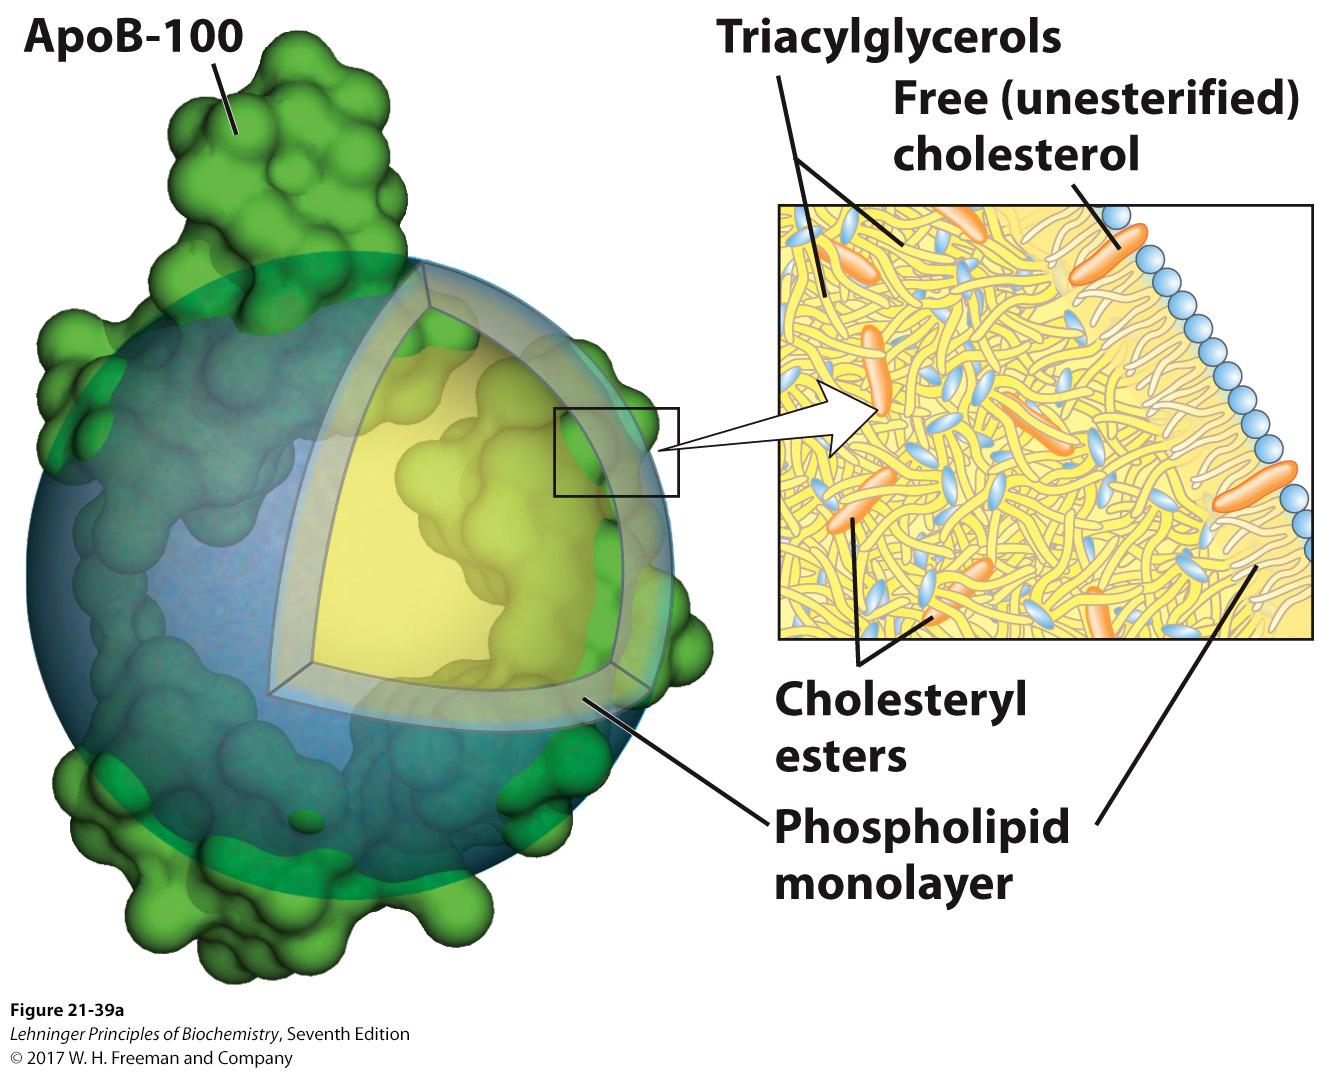 ApoB-100
Triacylglycerols
Free (unesterified)
cholesterol
Cholesteryl
esters
Phospholipid
monolayer
Figure 21-39a
Lehninger Principles of Biochemistry, Seventh Edition
© 2017 W. H. Freeman and Company